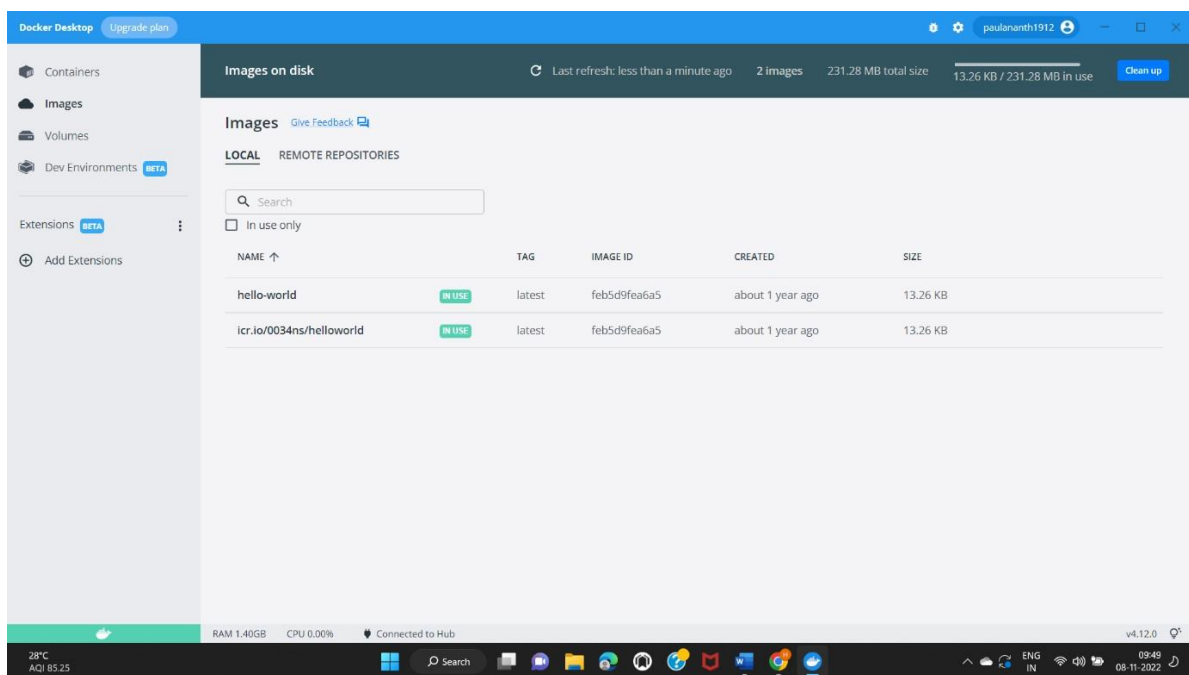 Docker Desktop Upgrade plan paulananth1912
Containers
Images
Volumes
Dev Environments BETA
Extensions BETA
Add Extensions
Images on disk Last refresh: less than a minute ago 2 images 231.28 MB total size 13.26 KB / 231.28 MB in use Clean up
Images Give Feedback
LOCAL REMOTE REPOSITORIES
Search
In use only
NAME TAG IMAGE ID CREATED SIZE
hello-world IN USE latest feb5d9fea6a5 about 1 year ago 13.26 KB
icr.io/0034ns/helloworld IN USE latest feb5d9fea6a5 about 1 year ago 13.26 KB
RAM 1.40GB CPU 0.00% Connected to Hub v4.12.0
28°C
AQI 85.25
Search
ENG
IN
09:49
08-11-2022